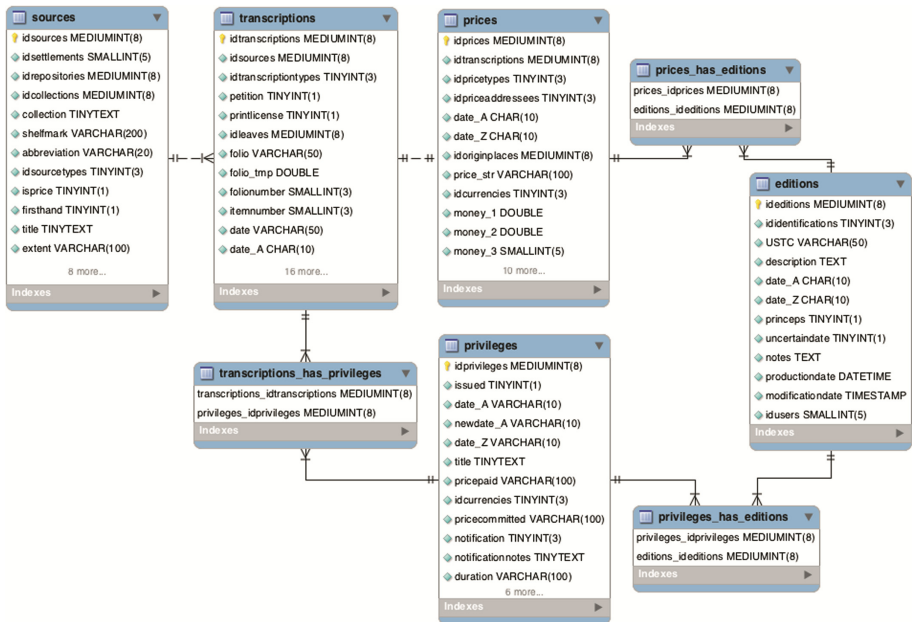 sources
idsources MEDIUMINT(8)
idsettlements SMALLINT(5)
idrepositories MEDIUMINT(8)
idcollections MEDIUMINT(8)
collection TINYTEXT
shelfmark VARCHAR(200)
abbreviation VARCHAR(20)
idsourcetypes TINYINT(3)
isprice TINYINT(1)
firsthand TINYINT(1)
title TINYTEXT
extent VARCHAR(100)
8 more...
Indexes
transcriptions
idtranscriptions MEDIUMINT(8)
idsources MEDIUMINT(8)
idtranscriptiontypes TINYINT(3)
petition TINYINT(1)
printlicense TINYINT(1)
idleaves MEDIUMINT(8)
folio VARCHAR(50)
folio_tmp DOUBLE
folionumber SMALLINT(3)
itemnumber SMALLINT(3)
date VARCHAR(50)
date_A CHAR(10)
16 more...
Indexes
prices
idprices MEDIUMINT(8)
idtranscriptions MEDIUMINT(8)
idpricetypes TINYINT(3)
idpriceaddressees TINYINT(3)
date_A CHAR(10)
date_Z CHAR(10)
idoriginplaces MEDIUMINT(8)
price_str VARCHAR(100)
idcurrencies TINYINT(3)
money_1 DOUBLE
money_2 DOUBLE
money_3 SMALLINT(5)
10 more...
Indexes
prices_has_editions
prices_idprices MEDIUMINT(8)
editions_ideditions MEDIUMINT(8)
Indexes
editions
ideditions MEDIUMINT(8)
ididentifications TINYINT(3)
USTC VARCHAR(50)
description TEXT
date_A CHAR(10)
date_Z CHAR(10)
princeps TINYINT(1)
uncertaindate TINYINT(1)
notes TEXT
productiondate DATETIME
modificationdate TIMESTAMP
idusers SMALLINT(5)
Indexes
transcriptions_has_privileges
transcriptions_idtranscriptions MEDIUMINT(8)
privileges_idprivileges MEDIUMINT(8)
Indexes
privileges
idprivileges MEDIUMINT(8)
issued TINYINT(1)
date_A VARCHAR(10)
newdate_A VARCHAR(10)
date_Z VARCHAR(10)
title TINYTEXT
pricepaid VARCHAR(100)
idcurrencies TINYINT(3)
pricecommitted VARCHAR(100)
notification TINYINT(3)
notificationnotes TINYTEXT
duration VARCHAR(100)
6 more...
Indexes
privileges_has_editions
privileges_idprivileges MEDIUMINT(8)
editions_ideditions MEDIUMINT(8)
Indexes